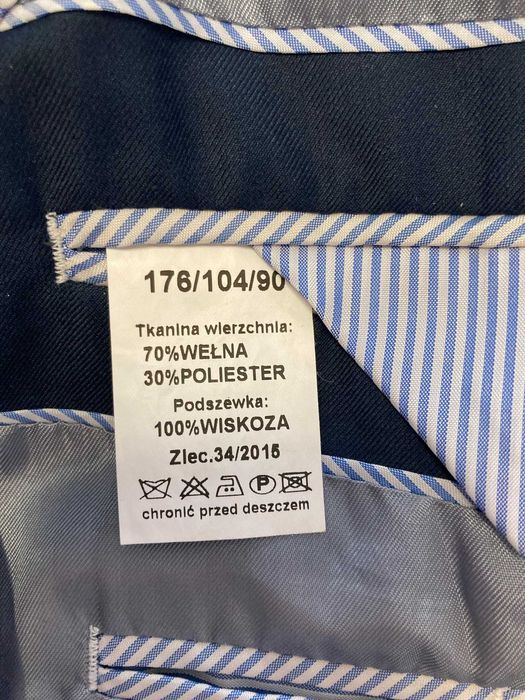 176/104/90
Tkanina wierzchnia:
70%WEŁNA
30%POLIESTER
Podszewka:
100%WISKOZA
Zlec.34/2015
P
chronić przed deszczem